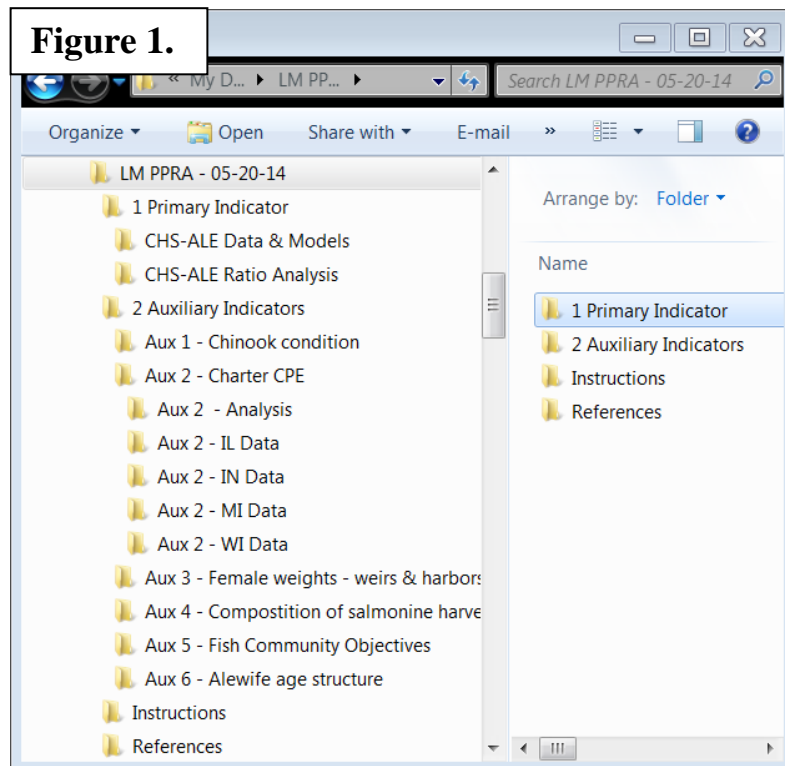 Figure 1.
« My D... LM PP...
Search LM PPRA - 05-20-14
Organize Open Share with E-mail »
LM PPRA - 05-20-14
1 Primary Indicator
CHS-ALE Data & Models
CHS-ALE Ratio Analysis
2 Auxiliary Indicators
Aux 1 - Chinook condition
Aux 2 - Charter CPE
Aux 2 - Analysis
Aux 2 - IL Data
Aux 2 - IN Data
Aux 2 - MI Data
Aux 2 - WI Data
Aux 3 - Female weights - weirs & harbors
Aux 4 - Compostition of salmonine harve
Aux 5 - Fish Community Objectives
Aux 6 - Alewife age structure
Instructions
References
Arrange by: Folder
Name
1 Primary Indicator
2 Auxiliary Indicators
Instructions
References